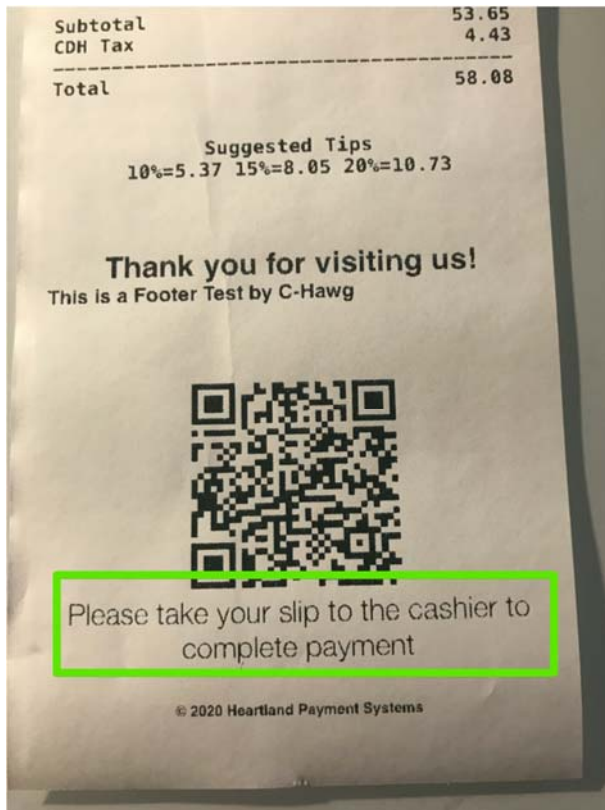 Subtotal 53.65
CDH Tax 4.43
--------------------------------------------
Total 58.08
Suggested Tips
10%=5.37 15%=8.05 20%=10.73
Thank you for visiting us!
This is a Footer Test by C-Hawg
Please take your slip to the cashier to
complete payment
© 2020 Heartland Payment Systems